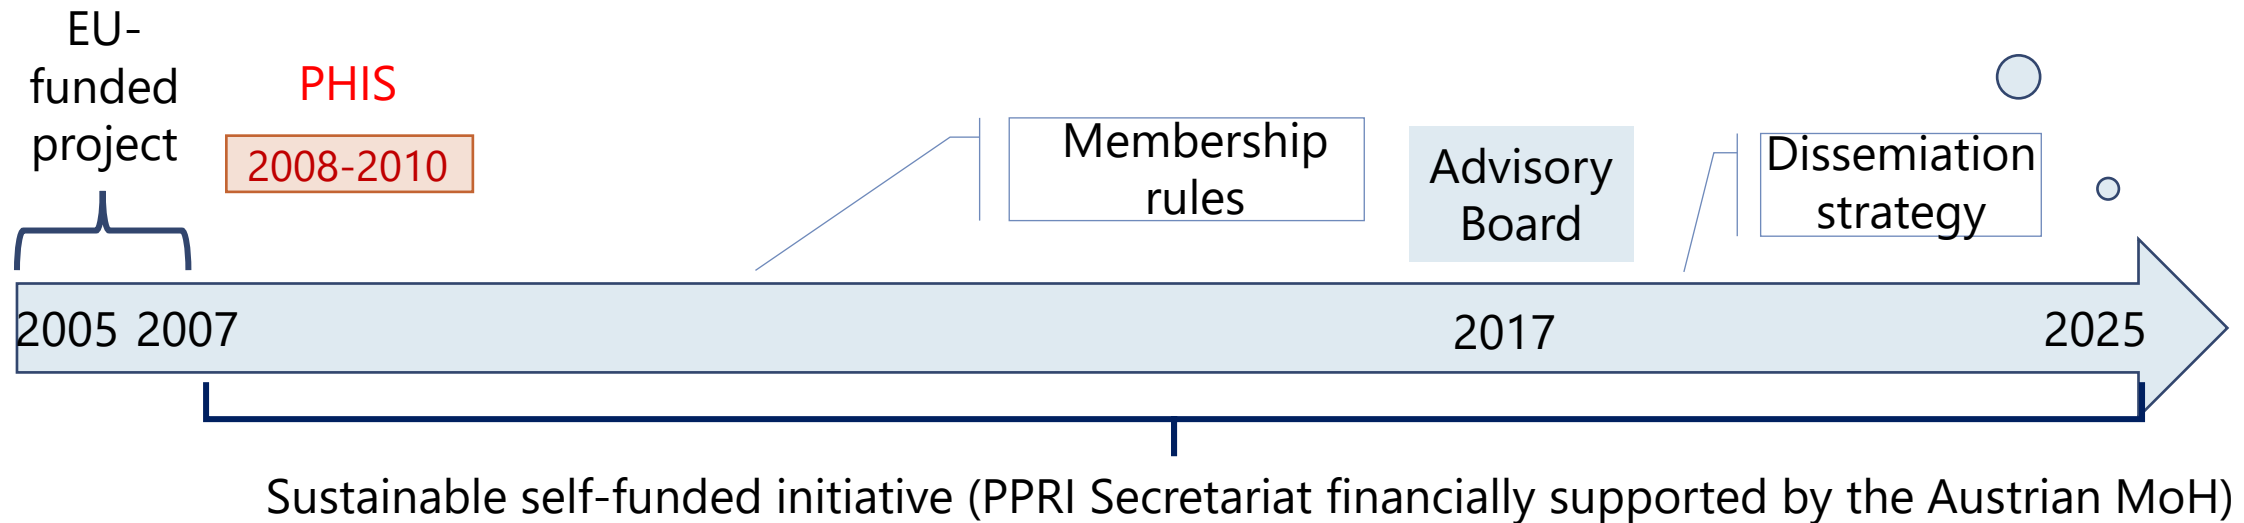 EU-
funded
project
PHIS
2008-2010
Membership
rules
Advisory
Board
Dissemiation
strategy
2005 2007
2017
2025
Sustainable self-funded initiative (PPRI Secretariat financially supported by the Austrian MoH)